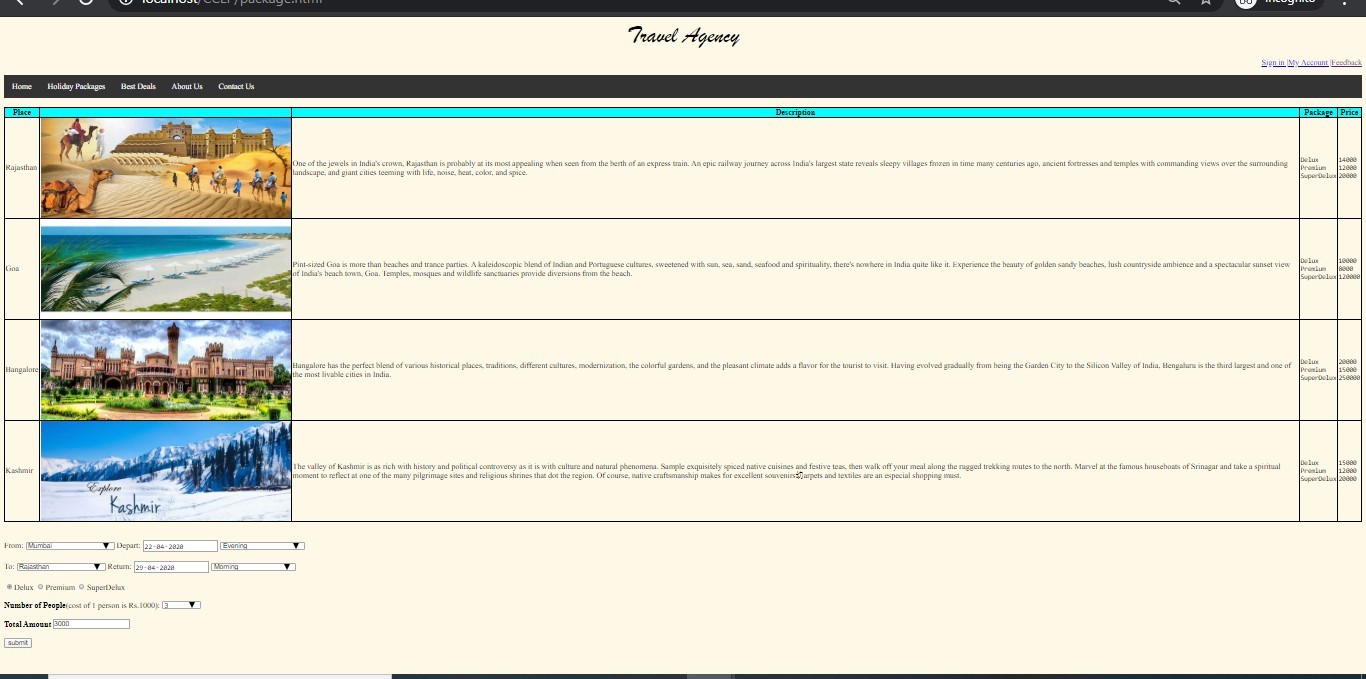 localhost/CCEP/package.html
Incognito
Travel Agency
Sign in |My Account |Feedback
Home Holiday Packages Best Deals About Us Contact Us
Place Description Package Price
Rajasthan
One of the jewels in India's crown, Rajasthan is probably at its most appealing when seen from the berth of an express train. An epic railway journey across India's largest state reveals sleepy villages frozen in time many centuries ago, ancient fortresses and temples with commanding views over the surrounding
landscape, and giant cities teeming with life, noise, heat, color, and spice.
Delux 14000
Premium 12000
SuperDelux 20000
Goa
Pint-sized Goa is more than beaches and trance parties. A kaleidoscopic blend of Indian and Portuguese cultures, sweetened with sun, sea, sand, seafood and spirituality, there's nowhere in India quite like it. Experience the beauty of golden sandy beaches, lush countryside ambience and a spectacular sunset view
of India's beach town, Goa. Temples, mosques and wildlife sanctuaries provide diversions from the beach.
Delux 10000
Premium 8000
SuperDelux 120000
Bangalore
Bangalore has the perfect blend of various historical places, traditions, different cultures, modernization, the colorful gardens, and the pleasant climate adds a flavor for the tourist to visit. Having evolved gradually from being the Garden City to the Silicon Valley of India, Bengaluru is the third largest and one of
the most livable cities in India.
Delux 20000
Premium 15000
SuperDelux 250000
Kashmir
Explore
Kashmir
The valley of Kashmir is as rich with history and political controversy as it is with culture and natural phenomena. Sample exquisitely spiced native cuisines and festive teas, then walk off your meal along the rugged trekking routes to the north. Marvel at the famous houseboats of Srinagar and take a spiritual
moment to reflect at one of the many pilgrimage sites and religious shrines that dot the region. Of course, native craftsmanship makes for excellent souvenirs carpets and textiles are an especial shopping must.
Delux 15000
Premium 12000
SuperDelux 20000
From: Mumbai Depart: 22-04-2020 Evening
To: Rajasthan Return: 29-04-2020 Morning
Delux Premium SuperDelux
Number of People(cost of 1 person is Rs.1000): 3
Total Amount 3000
submit